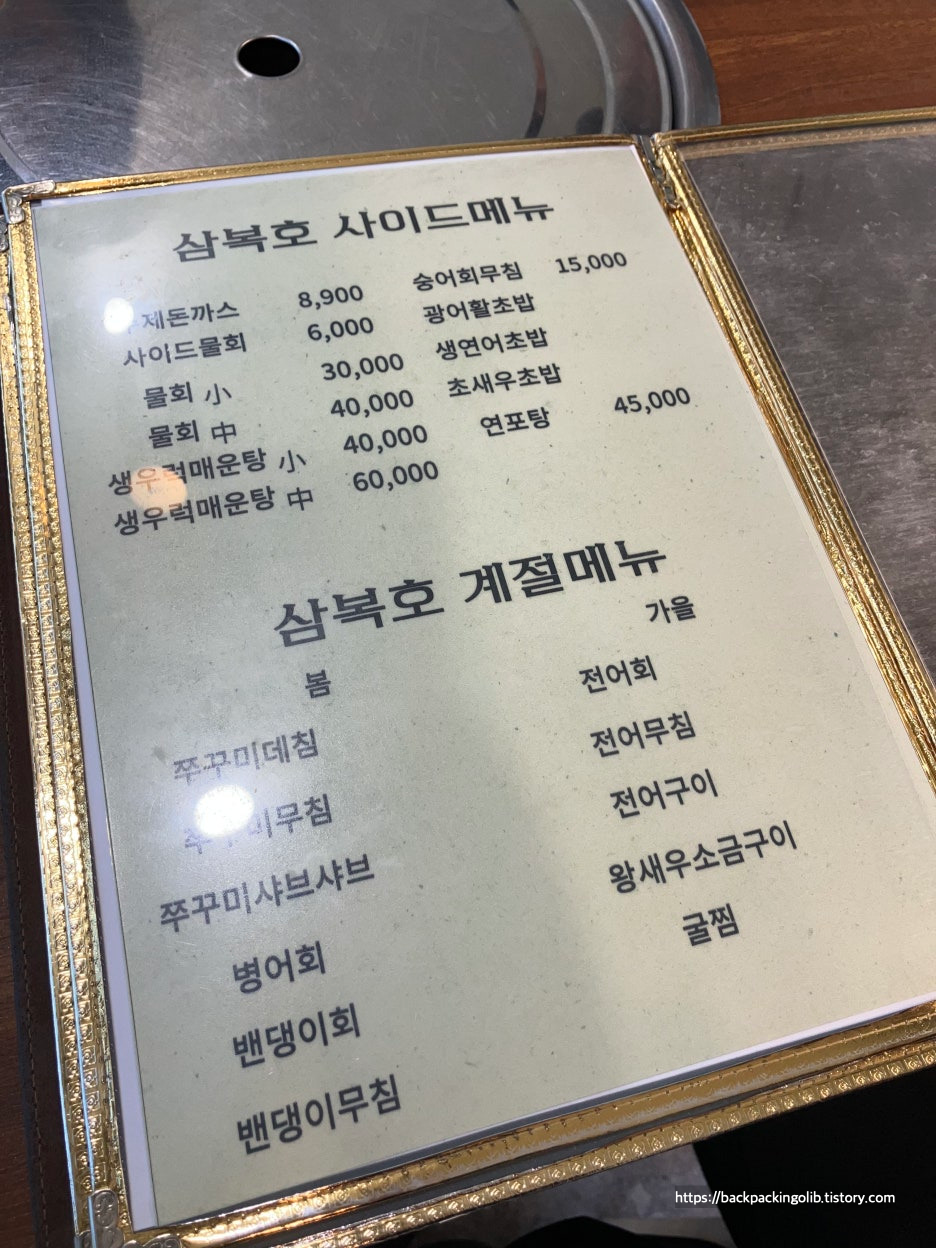 삼복호 사이드메뉴
제돈까스 8,900 숭어회무침 15,000
사이드물회 6,000 광어활초밥
물회 小 30,000 생연어초밥
물회 中 40,000 초새우초밥
생우럭매운탕 小 40,000 연포탕 45,000
생우럭매운탕 中 60,000
삼복호 계절메뉴
봄 가을
쭈꾸미데침 전어회
쭈꾸미무침 전어무침
쭈꾸미샤브샤브 전어구이
병어회 왕새우소금구이
밴댕이회 굴찜
밴댕이무침
https://backpackingolib.tistory.com